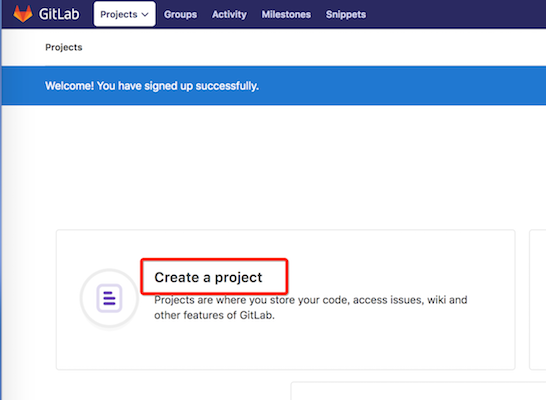 GitLab Projects Groups Activity Milestones Snippets
Projects
Welcome! You have signed up successfully.
Create a project
Projects are where you store your code, access issues, wiki and
other features of GitLab.